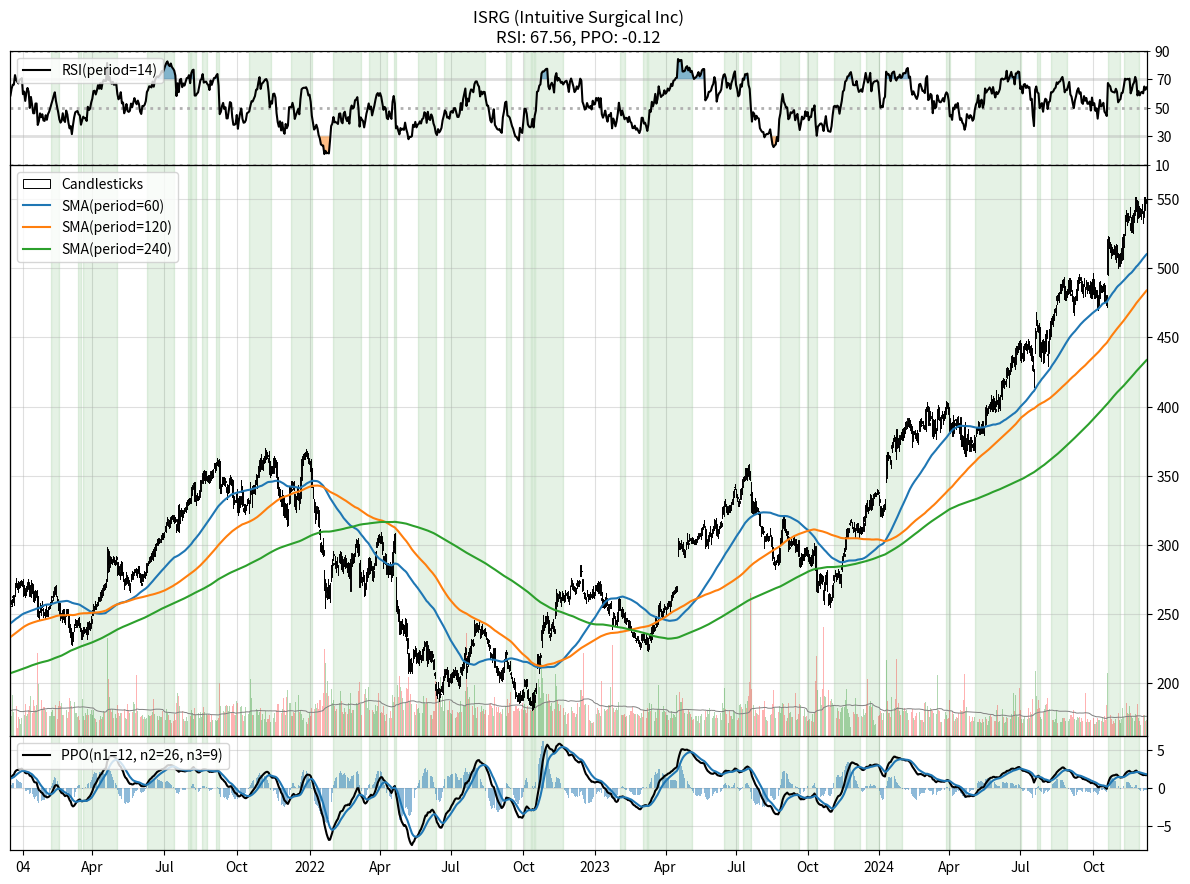 ISRG (Intuitive Surgical Inc)
RSI: 67.56, PPO: -0.12
RSI(period=14)
90
70
50
30
10
Candlesticks
SMA(period=60)
SMA(period=120)
SMA(period=240)
550
500
450
400
350
300
250
200
PPO(n1=12, n2=26, n3=9)
5
0
−5
04 Apr Jul Oct 2022 Apr Jul Oct 2023 Apr Jul Oct 2024 Apr Jul Oct